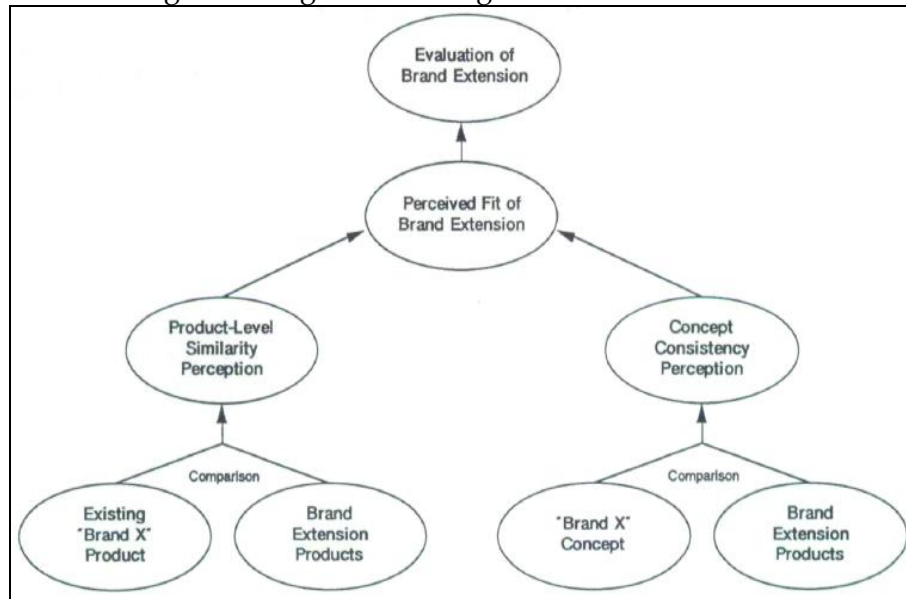 Evaluation of
Brand Extension
Perceived Fit of
Brand Extension
Product-Level
Similarity
Perception
Concept
Consistency
Perception
Comparison
Comparison
Existing
"Brand X"
Product
Brand
Extension
Products
"Brand X"
Concept
Brand
Extension
Products